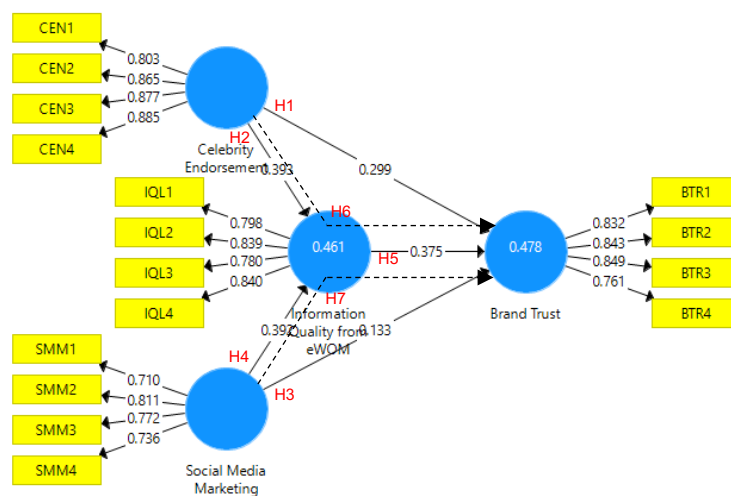 CEN1
0.803
CEN2
0.865
CEN3
0.877
CEN4
0.885
H1
H2
Celebrity
Endorsement
0.393
0.299
IQL1
0.798
IQL2
0.839
IQL3
0.780
IQL4
0.840
H6
0.461
H5
0.375
H7
Information
Quality from
eWOM
0.478
Brand Trust
BTR1
0.832
BTR2
0.843
BTR3
0.849
BTR4
0.761
0.392
0.133
H4
H3
SMM1
0.710
SMM2
0.811
SMM3
0.772
SMM4
0.736
Social Media
Marketing